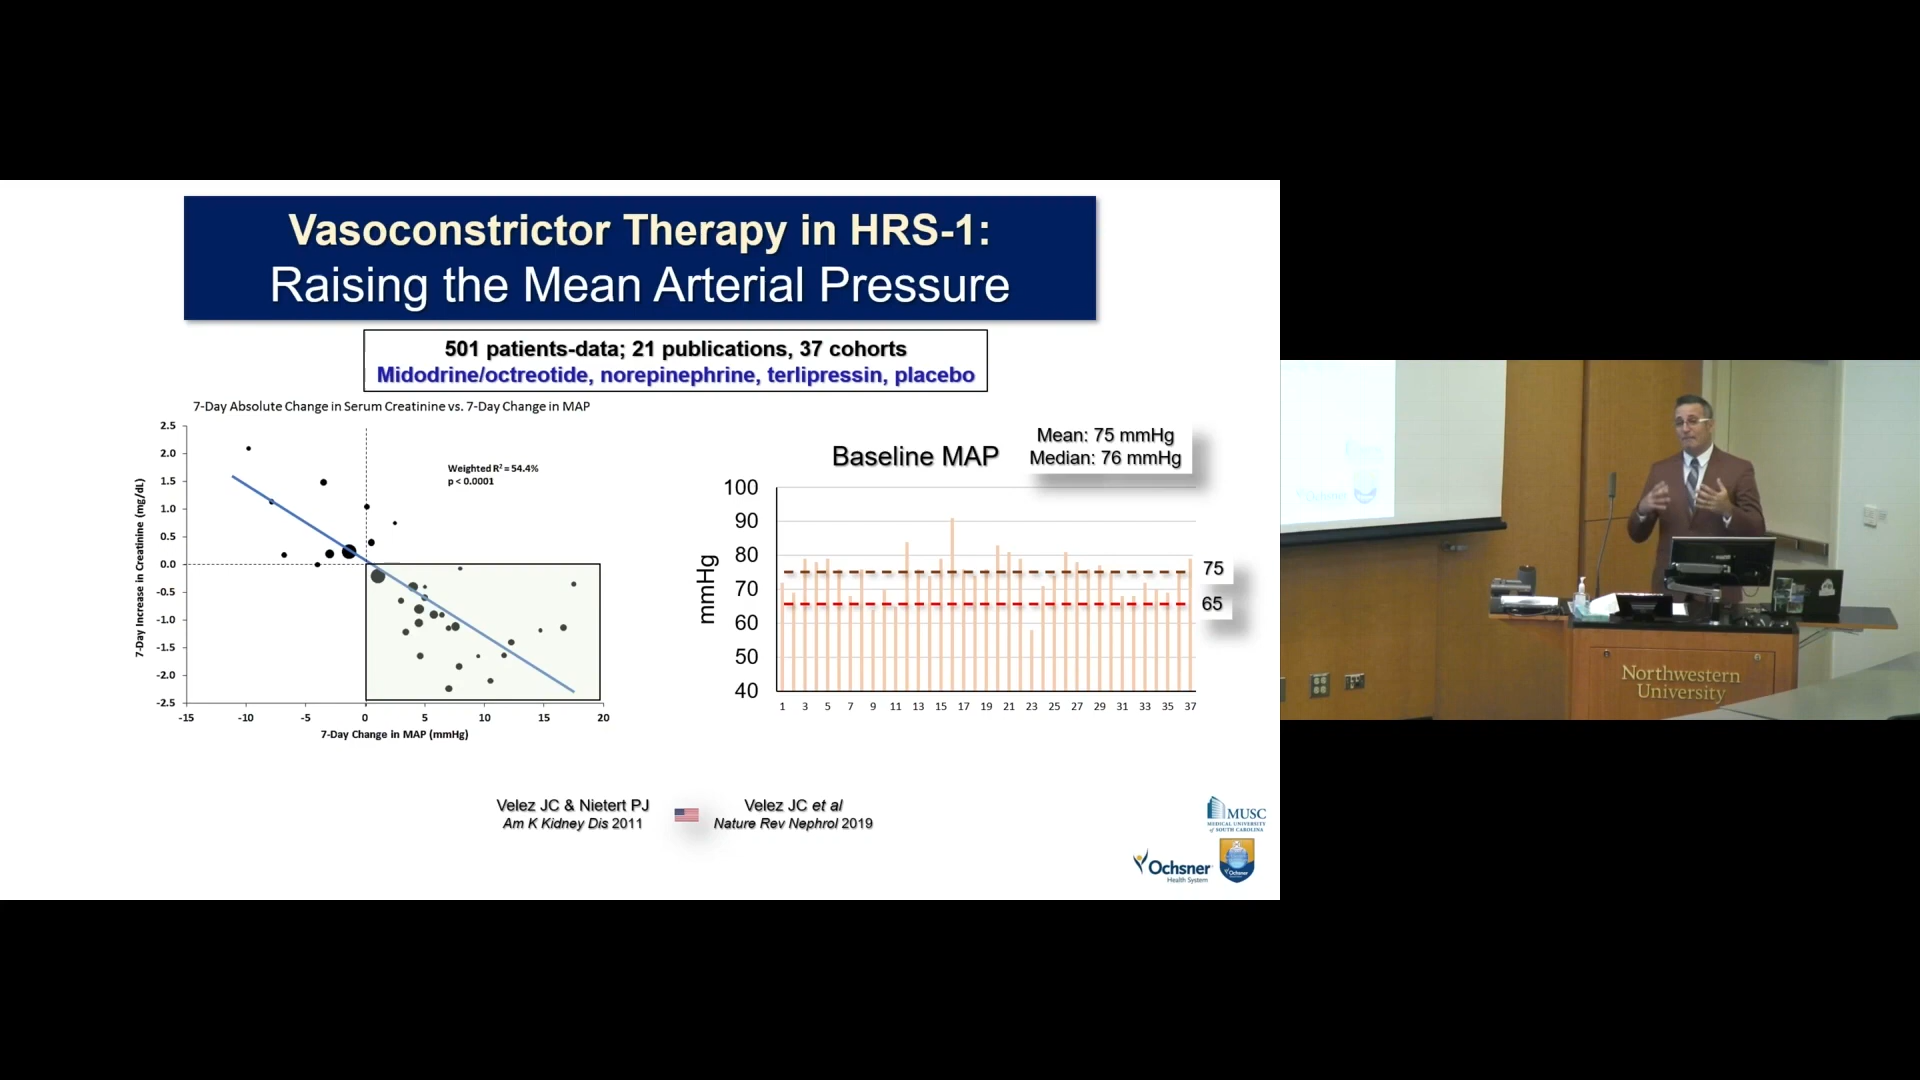 Vasoconstrictor Therapy in HRS-1:
Raising the Mean Arterial Pressure
501 patients-data; 21 publications, 37 cohorts
Midodrine/octreotide, norepinephrine, terlipressin, placebo
7-Day Absolute Change in Serum Creatinine vs. 7-Day Change in MAP
7-Day Increase in Creatinine (mg/dL)
2.5
2.0
1.5
1.0
0.5
0.0
-0.5
-1.0
-1.5
-2.0
-2.5
Weighted R² = 54.4%
p < 0.0001
-15 -10 -5 0 5 10 15 20
7-Day Change in MAP (mmHg)
Baseline MAP
Mean: 75 mmHg
Median: 76 mmHg
mmHg
100
90
80
70
60
50
40
75
65
1 3 5 7 9 11 13 15 17 19 21 23 25 27 29 31 33 35 37
Velez JC & Nietert PJ
Am K Kidney Dis 2011
Velez JC et al
Nature Rev Nephrol 2019
MUSC
MEDICAL UNIVERSITY
of SOUTH CAROLINA
Ochsner
Health System
Ochsner
Northwestern
University